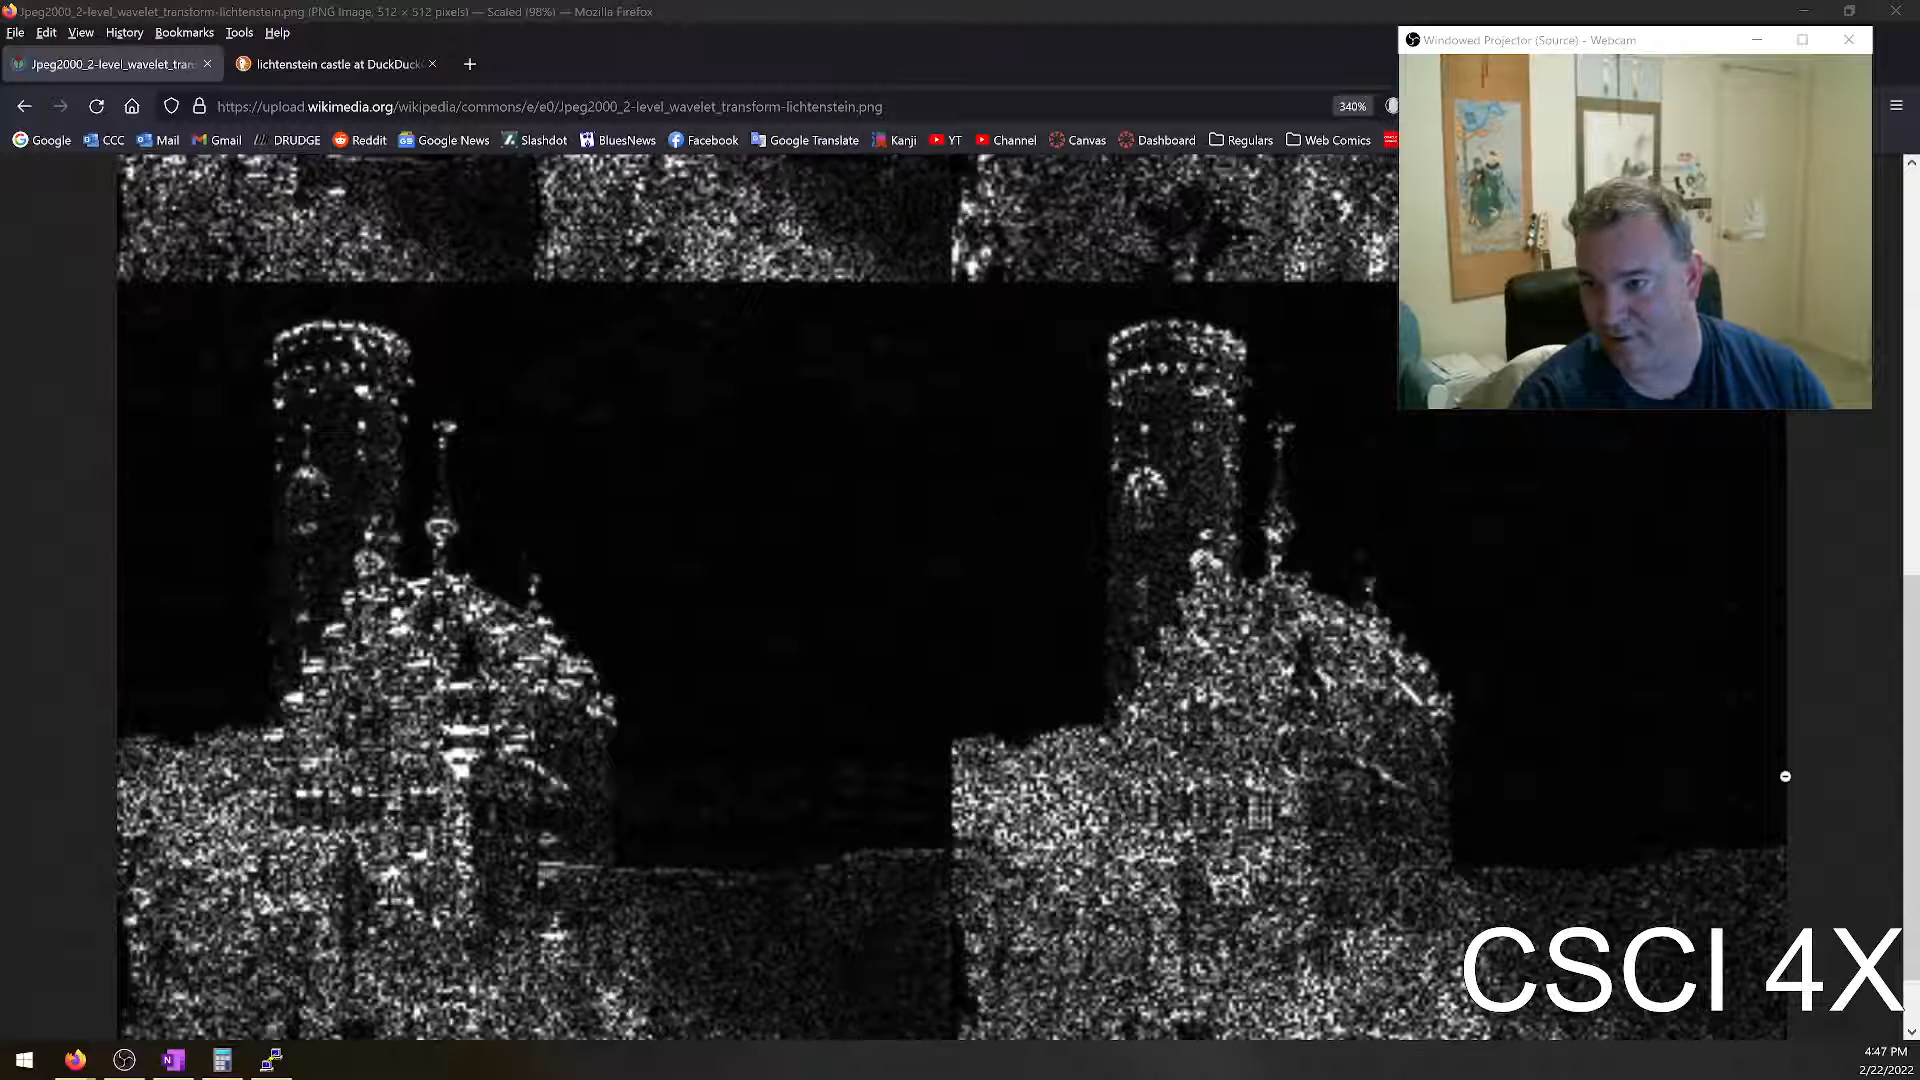 Jpeg2000_2-level_wavelet_transform-lichtenstein.png (PNG Image, 512 × 512 pixels) — Scaled (98%) — Mozilla Firefox
File Edit View History Bookmarks Tools Help
Windowed Projector (Source) - Webcam
Jpeg2000_2-level_wavelet_tran
lichtenstein castle at DuckDuck
https://upload.wikimedia.org/wikipedia/commons/e/e0/Jpeg2000_2-level_wavelet_transform-lichtenstein.png
340%
Google CCC Mail Gmail DRUDGE Reddit Google News Slashdot BluesNews Facebook Google Translate Kanji YT Channel Canvas Dashboard Regulars Web Comics
CSCI 4X
4:47 PM
2/22/2022